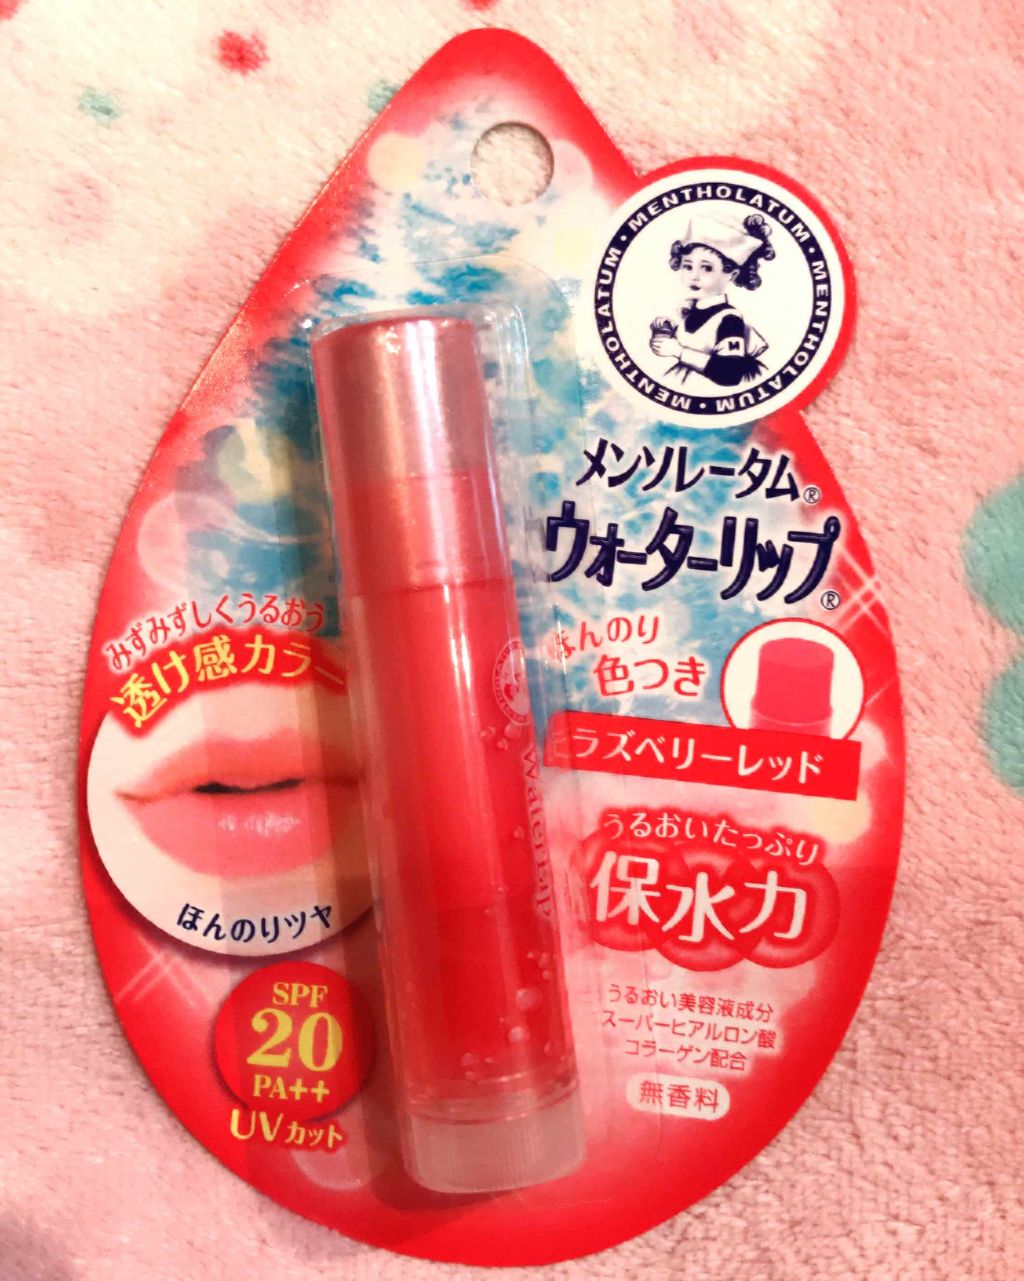 MENTHOLATUM • MENTHOLATUM • MENTHOLATUM • MENTHOLATUM •
メンソレータム®
ウォーターリップ®
ほんのり
色つき
ラズベリーレッド
みずみずしくうるおう
透け感カラー
ほんのりツヤ
Water Lip
うるおいたっぷり
保水力
うるおい美容液成分
スーパーヒアルロン酸
コラーゲン配合
無香料
SPF
20
PA++
UVカット